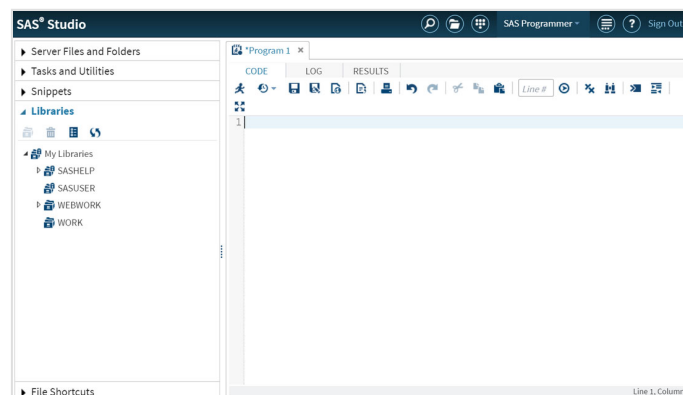 SAS® Studio
SAS Programmer
?
Sign Out
Server Files and Folders
Tasks and Utilities
Snippets
Libraries
My Libraries
SASHELP
SASUSER
WEBWORK
WORK
File Shortcuts
*Program 1 ×
CODE LOG RESULTS
Line #
1
Line 1, Column